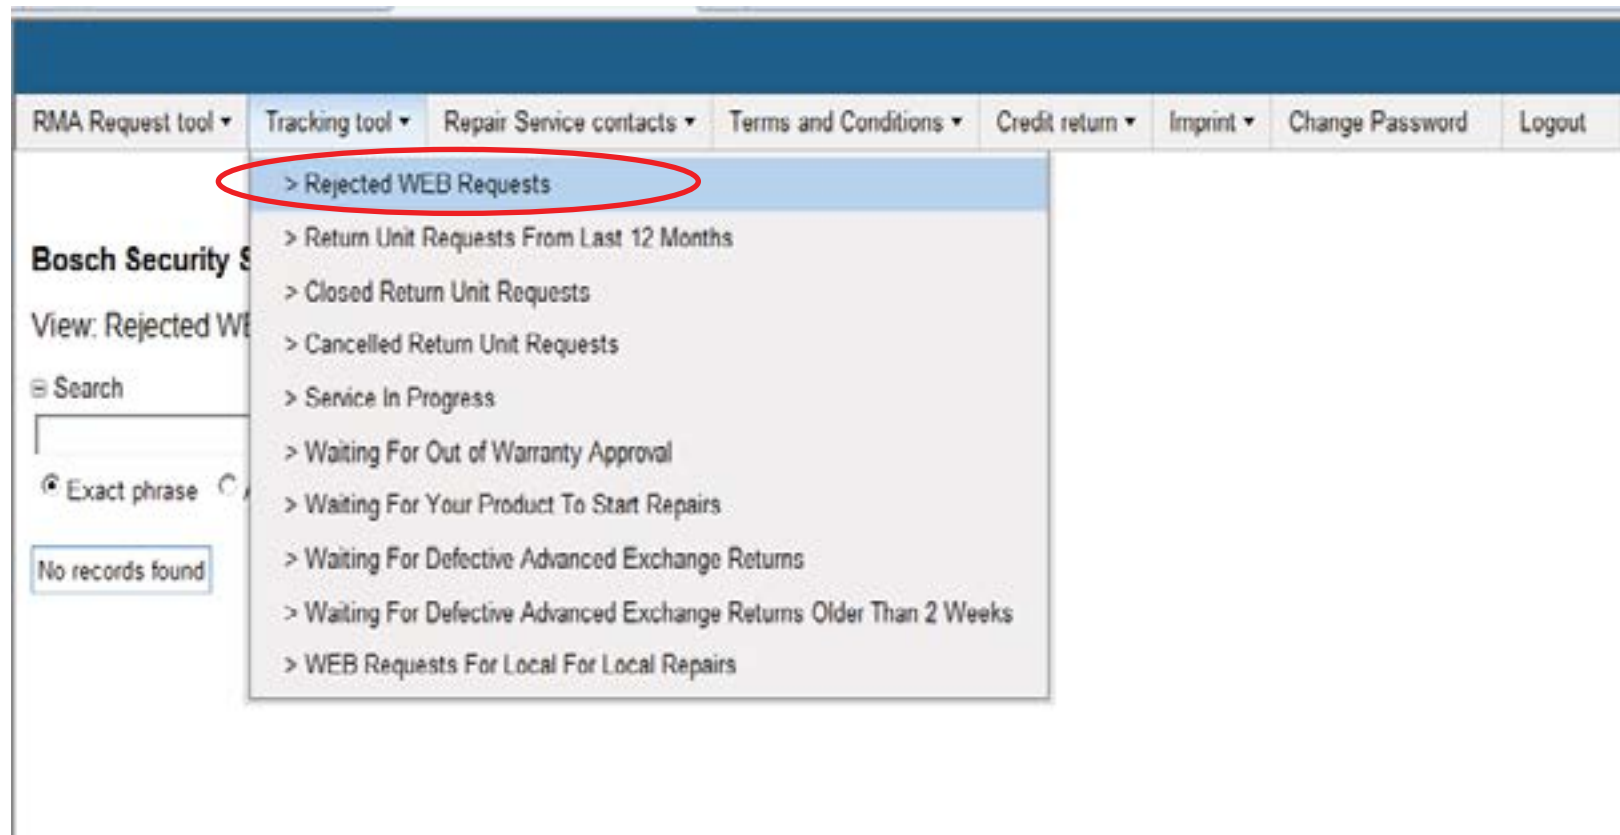 RMA Request tool ▾ Tracking tool ▾ Repair Service contacts ▾ Terms and Conditions ▾ Credit return ▾ Imprint ▾ Change Password Logout
> Rejected WEB Requests
> Return Unit Requests From Last 12 Months
Bosch Security
> Closed Return Unit Requests
View: Rejected
> Cancelled Return Unit Requests
Search
> Service In Progress
> Waiting For Out of Warranty Approval
Exact phrase
> Waiting For Your Product To Start Repairs
> Waiting For Defective Advanced Exchange Returns
No records found
> Waiting For Defective Advanced Exchange Returns Older Than 2 Weeks
> WEB Requests For Local For Local Repairs